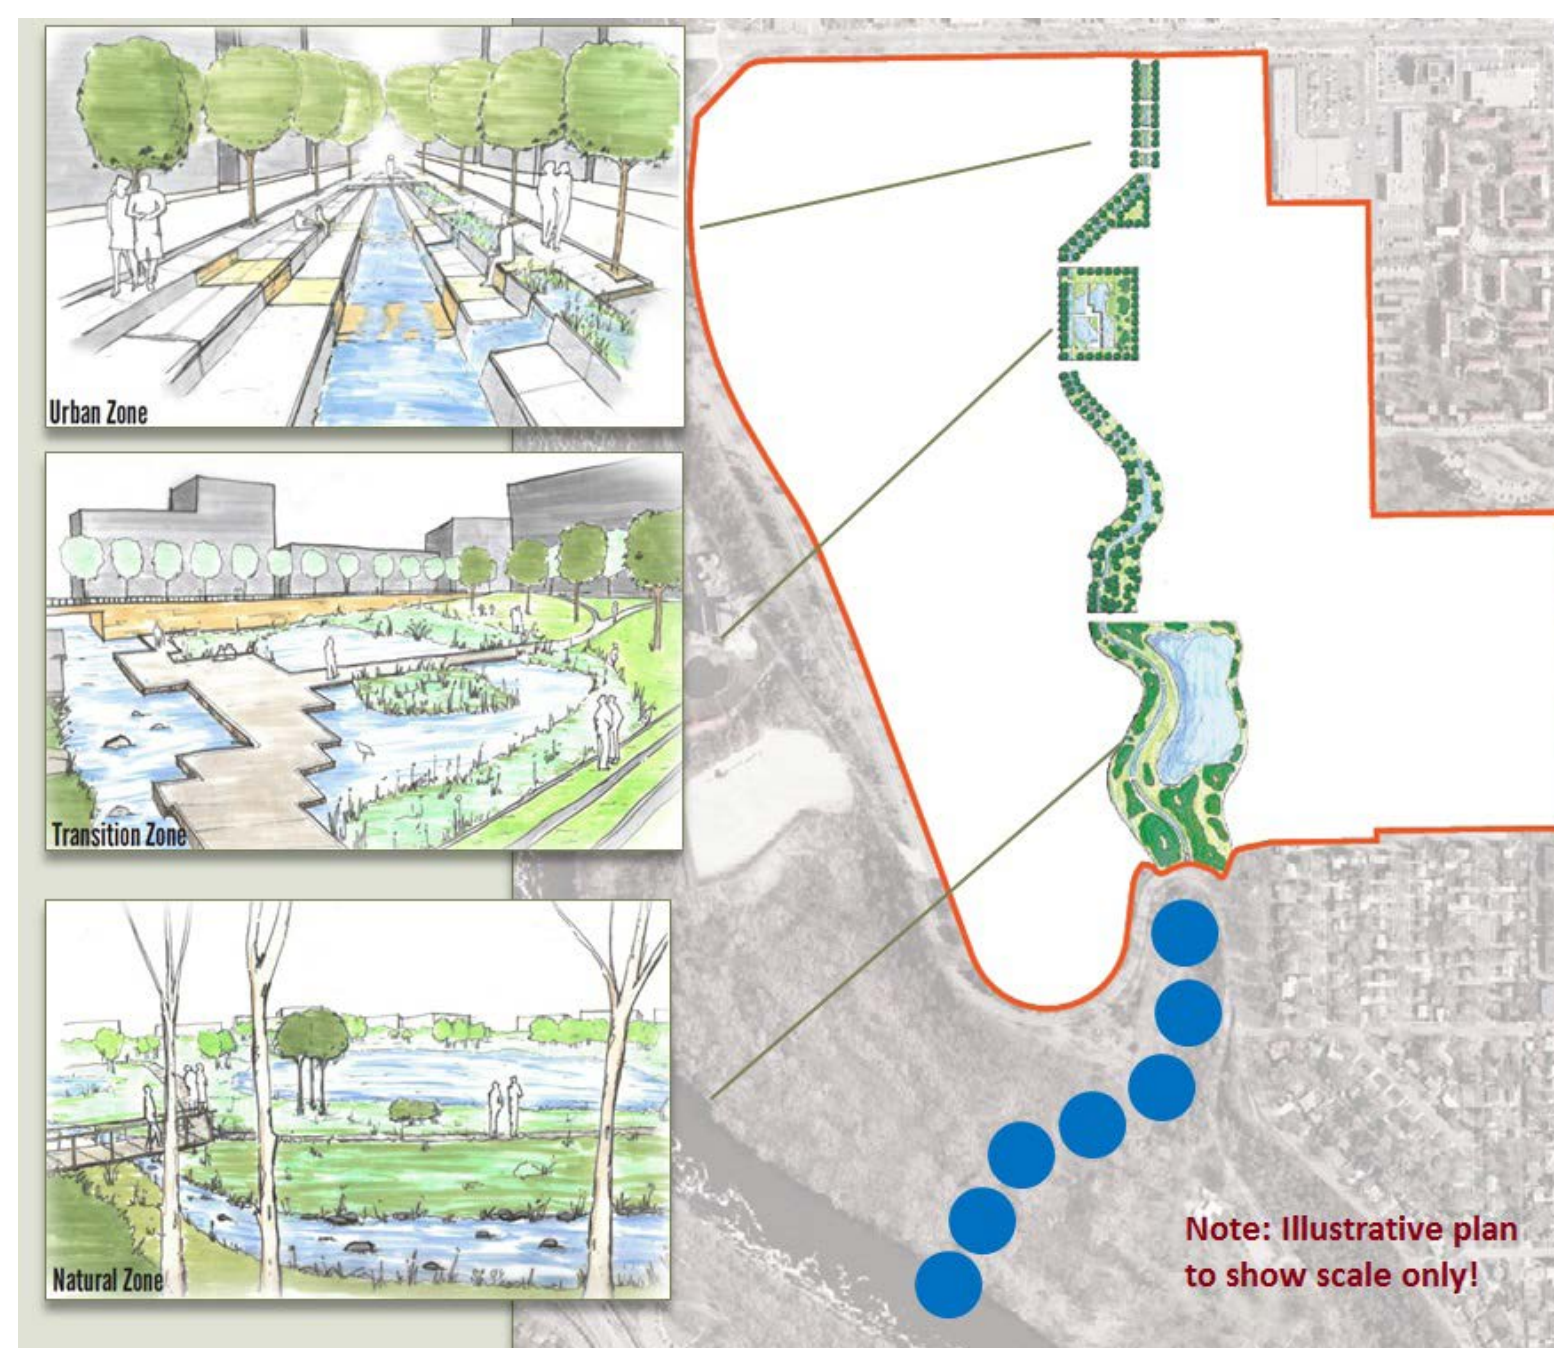 Urban Zone
Transition Zone
Natural Zone
Note: Illustrative plan
to show scale only!